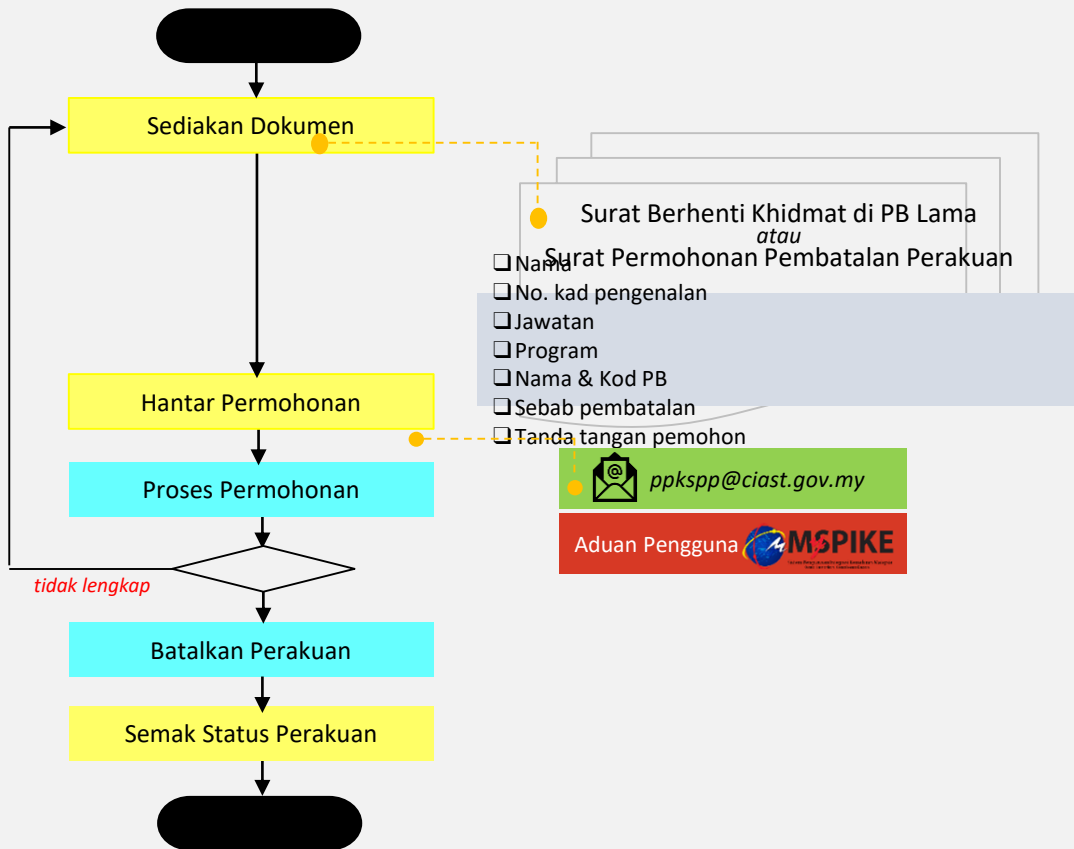 Sediakan Dokumen
Surat Berhenti Khidmat di PB Lama
atau
Surat Permohonan Pembatalan Perakuan
❑ Nama
❑ No. kad pengenalan
❑ Jawatan
❑ Program
❑ Nama & Kod PB
❑ Sebab pembatalan
❑ Tanda tangan pemohon
Hantar Permohonan
ppkspp@ciast.gov.my
Proses Permohonan
Aduan Pengguna MSPIKE
tidak lengkap
Batalkan Perakuan
Semak Status Perakuan